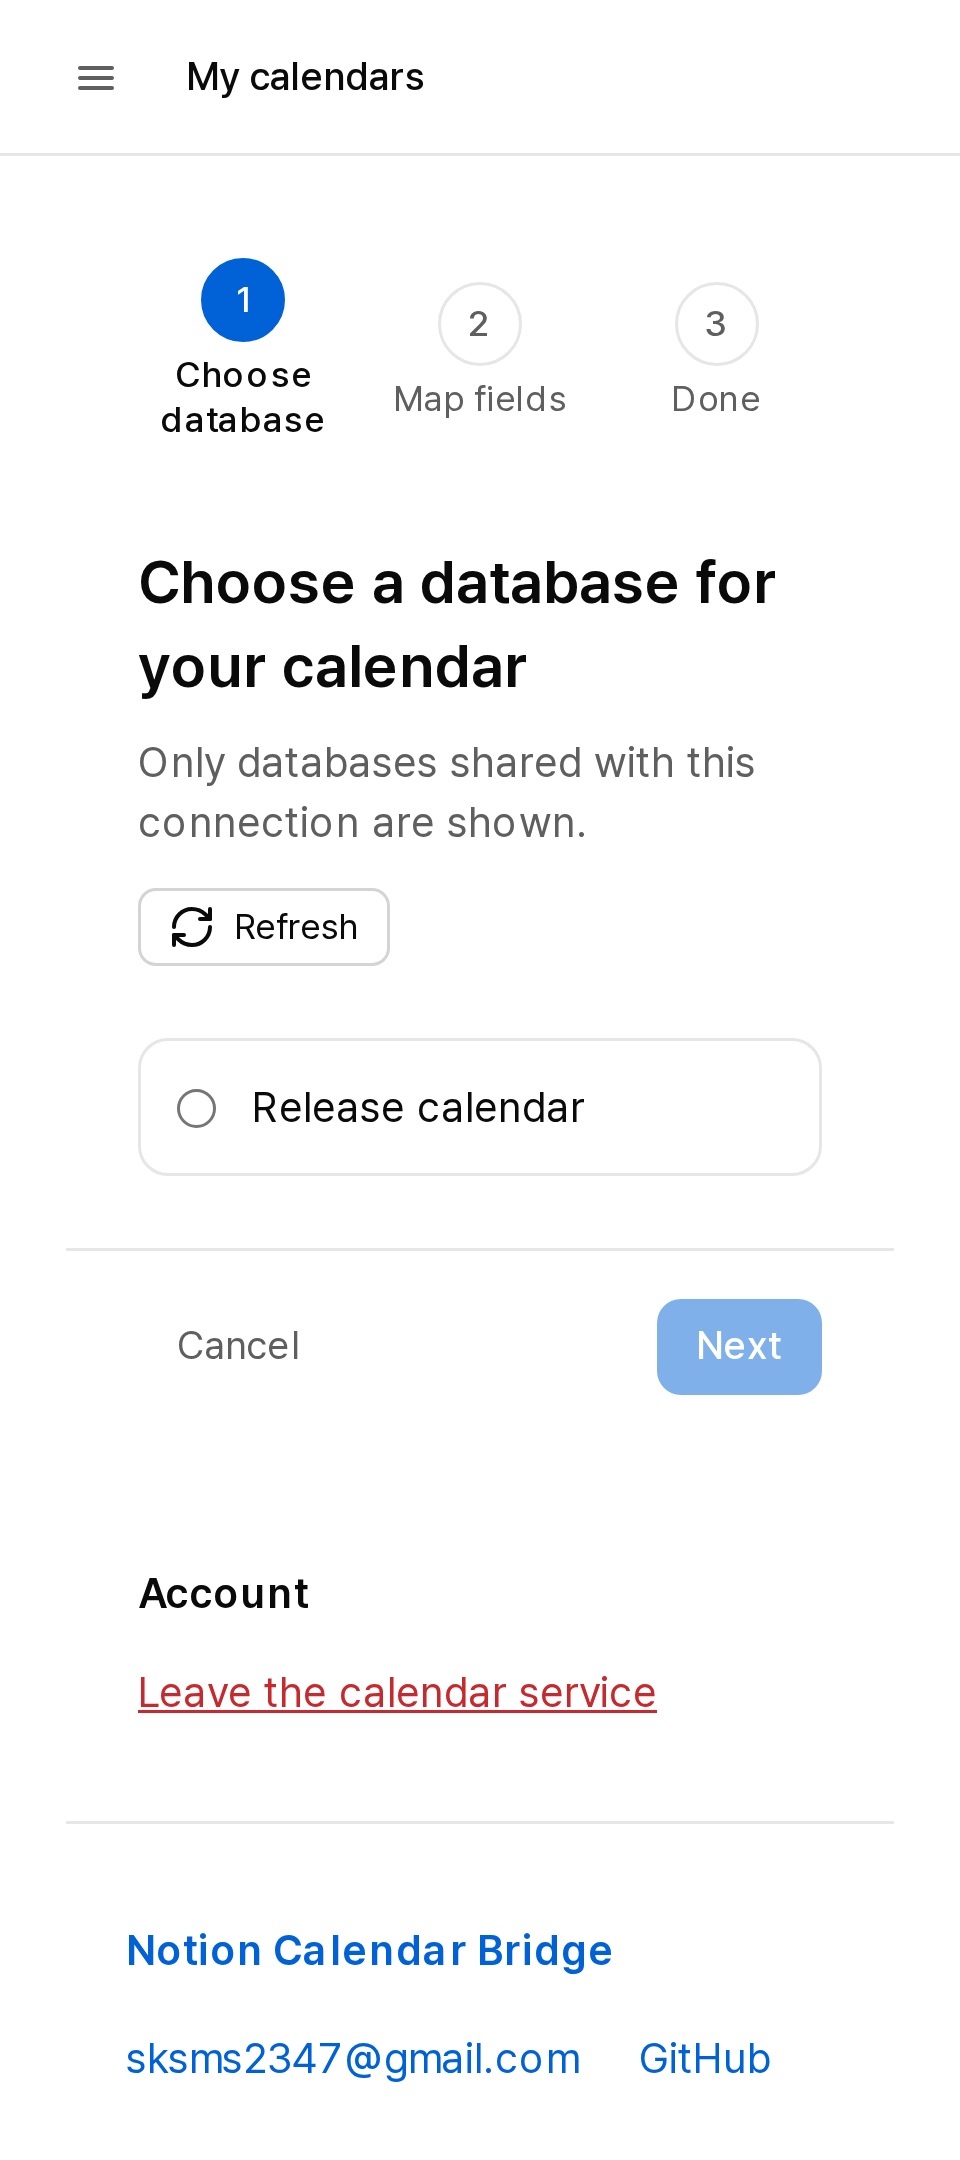 My calendars
1
Choose
database
2
Map fields
3
Done
Choose a database for
your calendar
Only databases shared with this
connection are shown.
Refresh
Release calendar
Cancel
Next
Account
Leave the calendar service
Notion Calendar Bridge
sksms2347@gmail.com GitHub